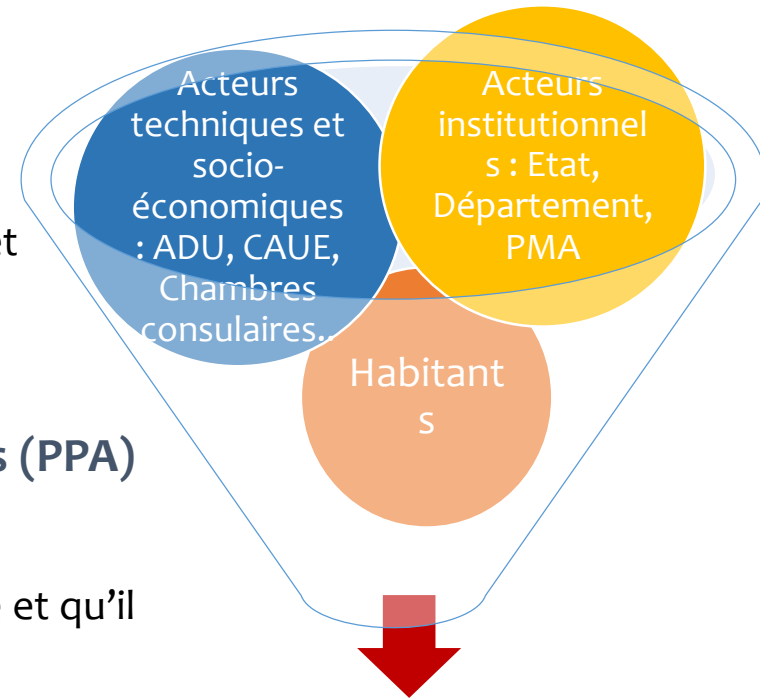 Acteurs
techniques et
socio-
économiques
: ADU, CAUE,
Chambres
consulaires..
Acteurs
institutionnel
s : Etat,
Département,
PMA
Habitant
s
et
s (PPA)
et qu’il